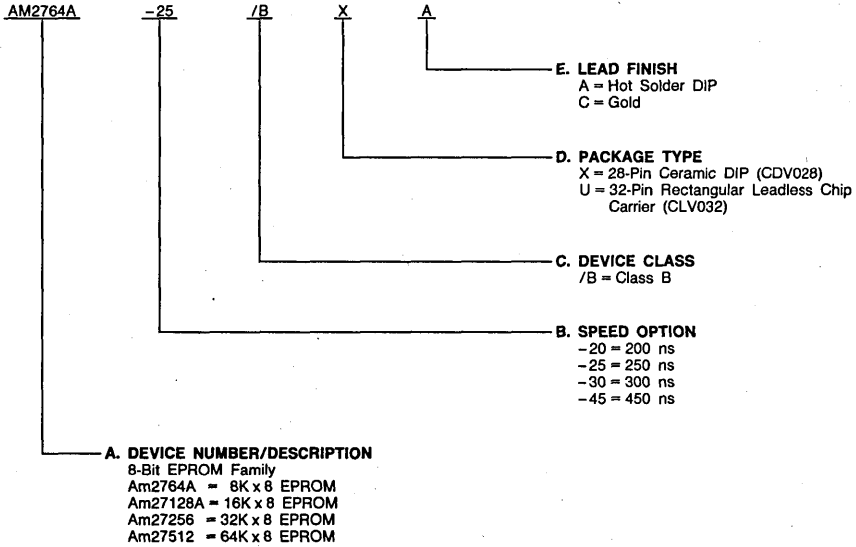 AM2764A -25 /B X A
E. LEAD FINISH
A = Hot Solder DIP
C = Gold
D. PACKAGE TYPE
X = 28-Pin Ceramic DIP (CDV028)
U = 32-Pin Rectangular Leadless Chip
Carrier (CLV032)
C. DEVICE CLASS
/B = Class B
B. SPEED OPTION
-20 = 200 ns
-25 = 250 ns
-30 = 300 ns
-45 = 450 ns
A. DEVICE NUMBER/DESCRIPTION
8-Bit EPROM Family
Am2764A = 8K x 8 EPROM
Am27128A = 16K x 8 EPROM
Am27256 = 32K x 8 EPROM
Am27512 = 64K x 8 EPROM